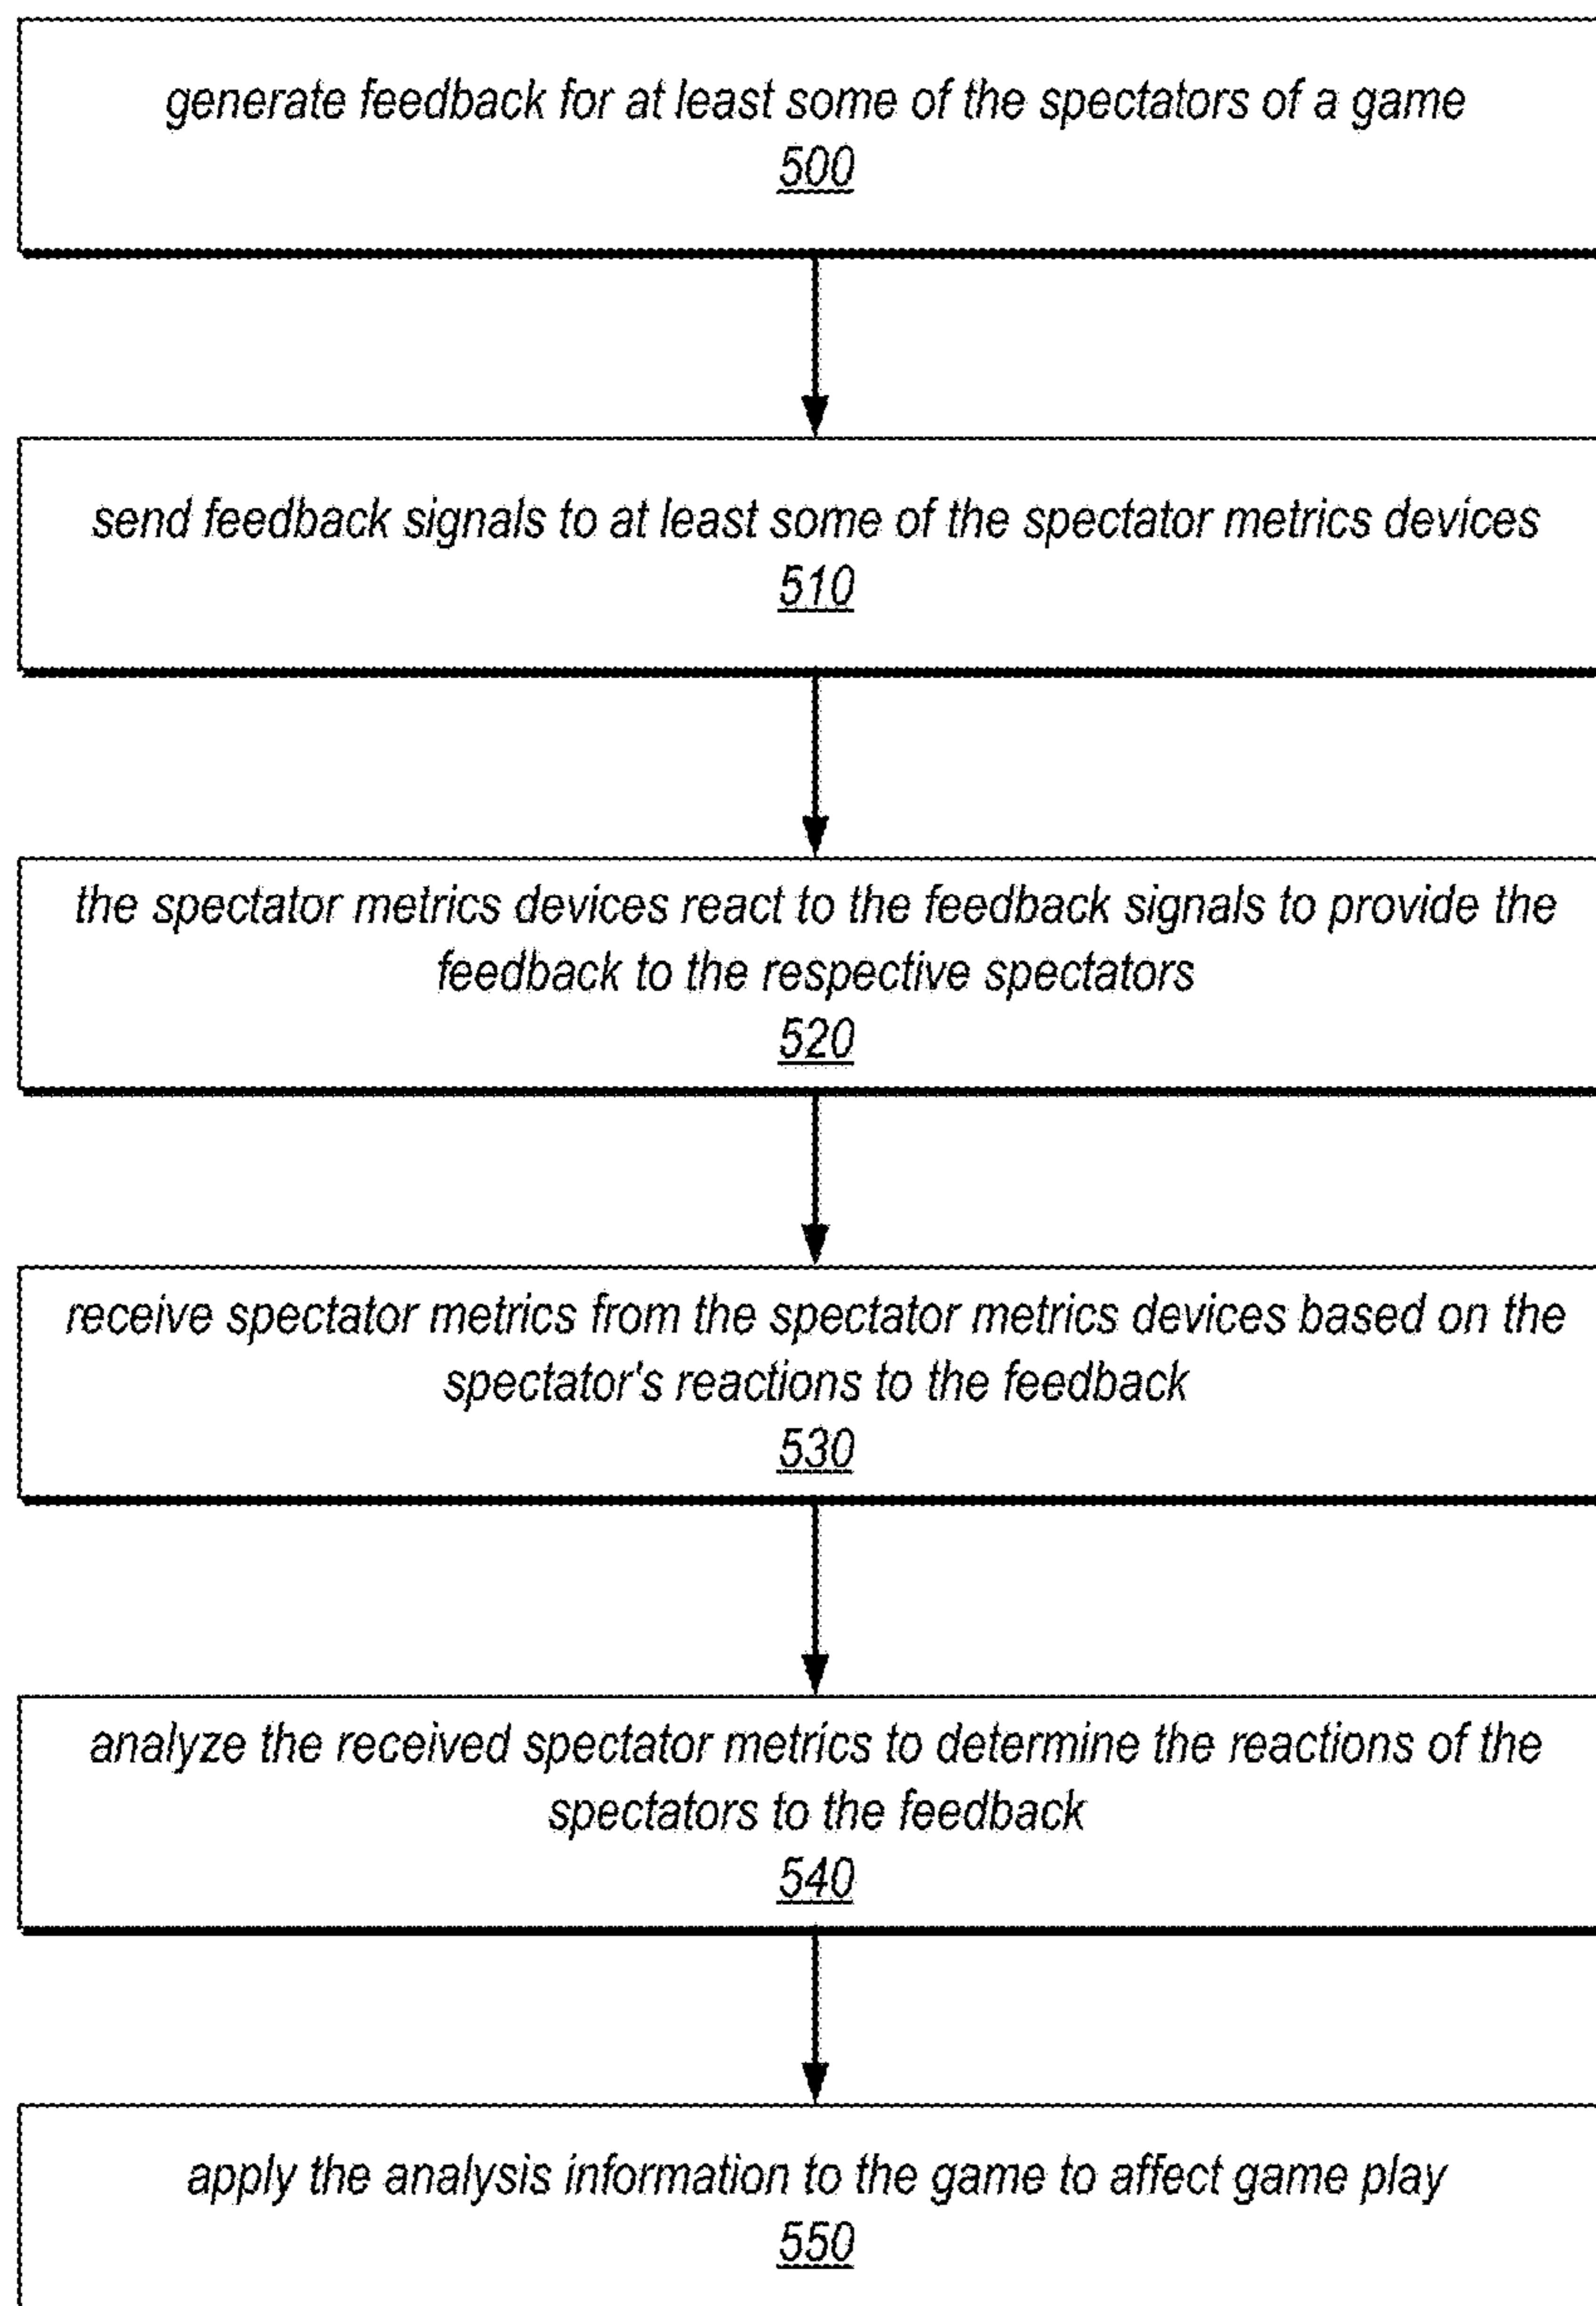 generate feedback for at least some of the spectators of a game
500
send feedback signals to at least some of the spectator metrics devices
510
the spectator metrics devices react to the feedback signals to provide the
feedback to the respective spectators
520
receive spectator metrics from the spectator metrics devices based on the
spectator's reactions to the feedback
530
analyze the received spectator metrics to determine the reactions of the
spectators to the feedback
540
apply the analysis information to the game to affect game play
550